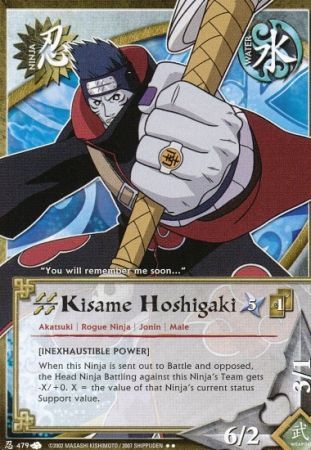 忍
NINJA
WATER
水
"You will remember me soon..."
Kisame Hoshigaki 5 1
Akatsuki | Rogue Ninja | Jonin | Male
[INEXHAUSTIBLE POWER]
When this Ninja is sent out to Battle and opposed,
the Head Ninja Battling against this Ninja's Team gets
-X/+0. X = the value of that Ninja's current status
Support value.
6/2
3/1
忍 479
©2002 MASASHI KISHIMOTO / 2007 SHIPPUDEN
武
WEAPON